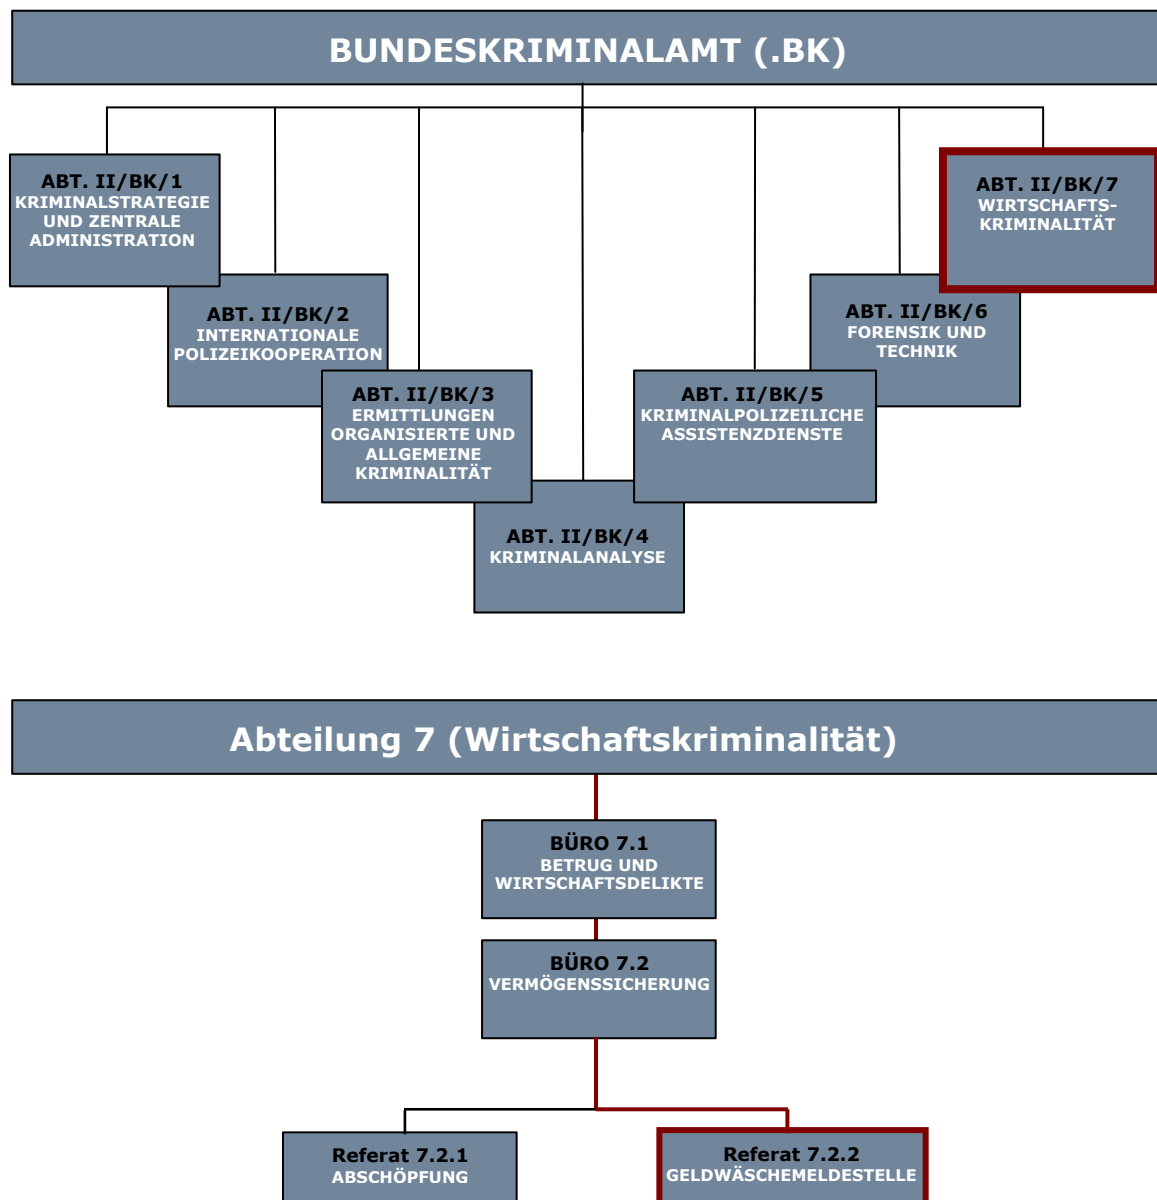 BUNDESKRIMINALAMT (.BK)
ABT. II/BK/1
KRIMINALSTRATEGIE
UND ZENTRALE
ADMINISTRATION
ABT. II/BK/2
INTERNATIONALE
POLIZEIKOOPERATION
ABT. II/BK/3
ERMITTLUNGEN
ORGANISIERTE UND
ALLGEMEINE
KRIMINALITÄT
ABT. II/BK/4
KRIMINALANALYSE
ABT. II/BK/5
KRIMINALPOLIZEILICHE
ASSISTENZDIENSTE
ABT. II/BK/6
FORENSIK UND
TECHNIK
ABT. II/BK/7
WIRTSCHAFTS-
KRIMINALITÄT
Abteilung 7 (Wirtschaftskriminalität)
BÜRO 7.1
BETRUG UND
WIRTSCHAFTSDELIKTE
BÜRO 7.2
VERMÖGENSSICHERUNG
Referat 7.2.1
ABSCHÖPFUNG
Referat 7.2.2
GELDWÄSCHEMELDESTELLE